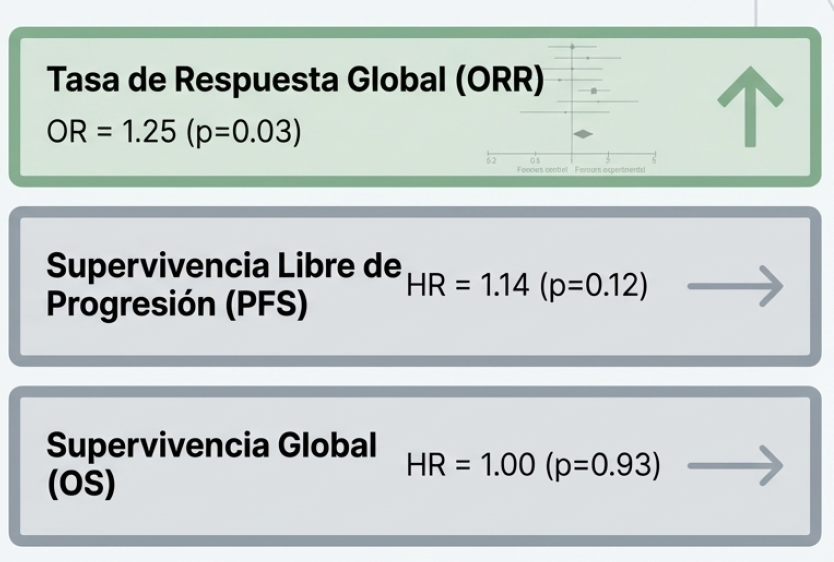 Tasa de Respuesta Global (ORR)
OR = 1.25 (p=0.03)
0.2 0.5 2 5
Favours control Favours experimental
Supervivencia Libre de
Progresión (PFS)
HR = 1.14 (p=0.12)
Supervivencia Global
(OS)
HR = 1.00 (p=0.93)